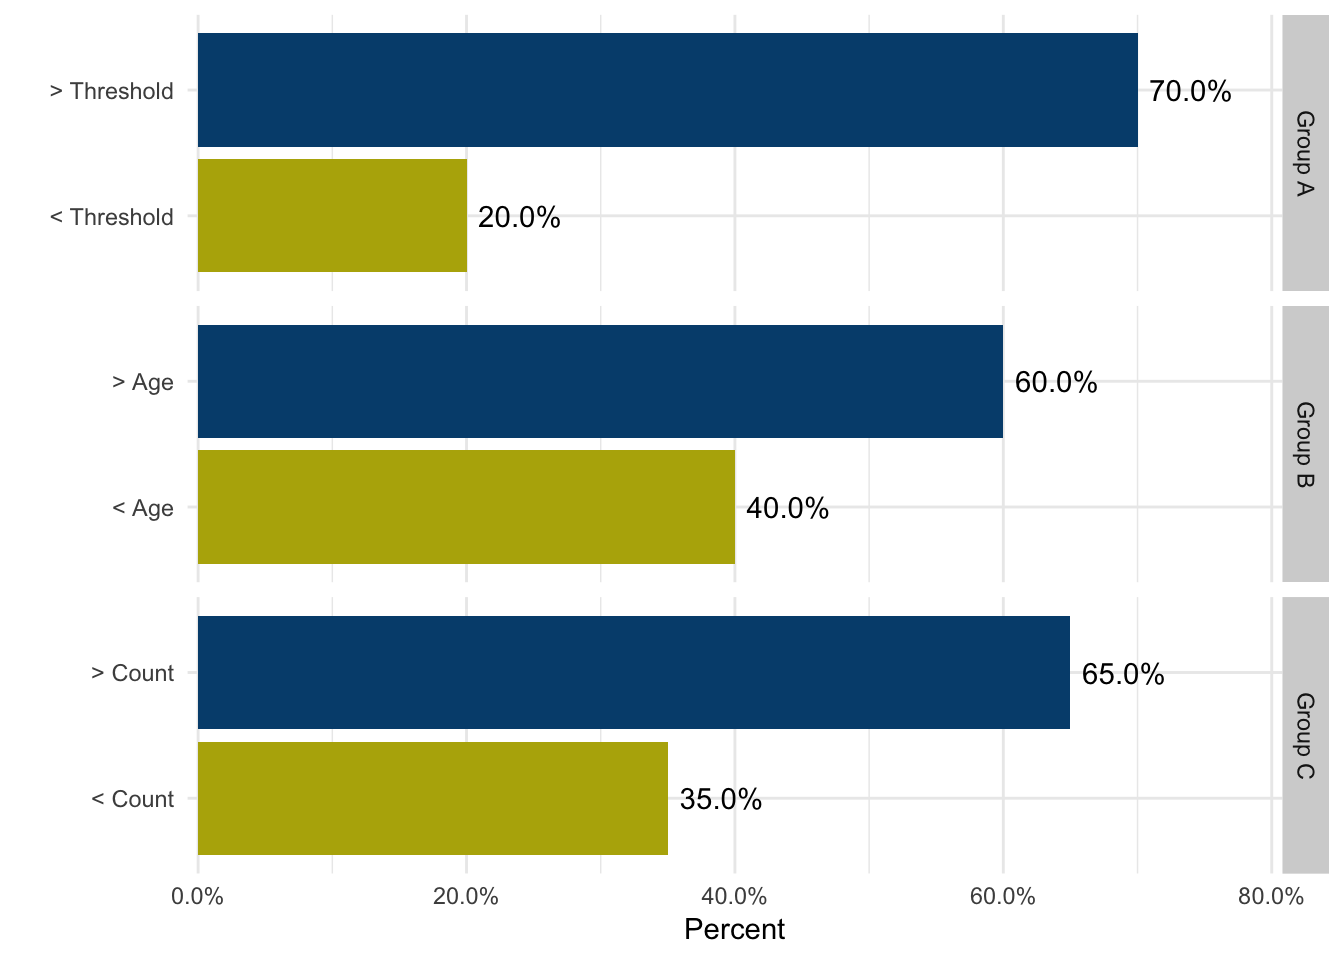 > Threshold
70.0%
< Threshold
20.0%
Group A
> Age
60.0%
< Age
40.0%
Group B
> Count
65.0%
< Count
35.0%
Group C
0.0% 20.0% 40.0% 60.0% 80.0%
Percent